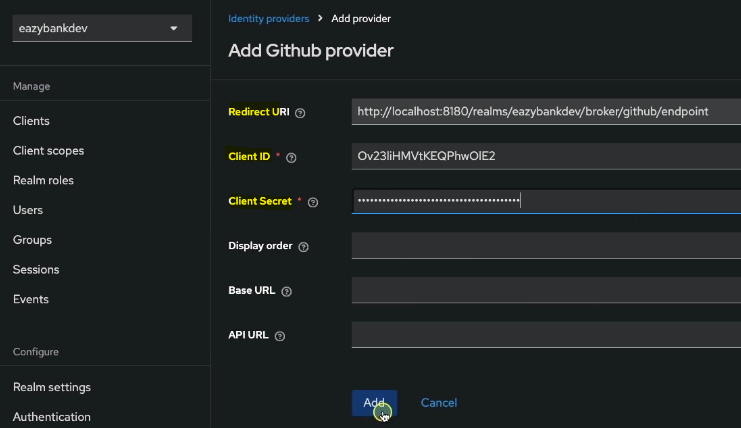 eazybankdev
Identity providers > Add provider
Add Github provider
Manage
Clients
Client scopes
Realm roles
Users
Groups
Sessions
Events
Configure
Realm settings
Authentication
Redirect URI
http://localhost:8180/realms/eazybankdev/broker/github/endpoint
Client ID *
Ov23liHMVtKEQPhwOlE2
Client Secret *
Display order
Base URL
API URL
Add
Cancel